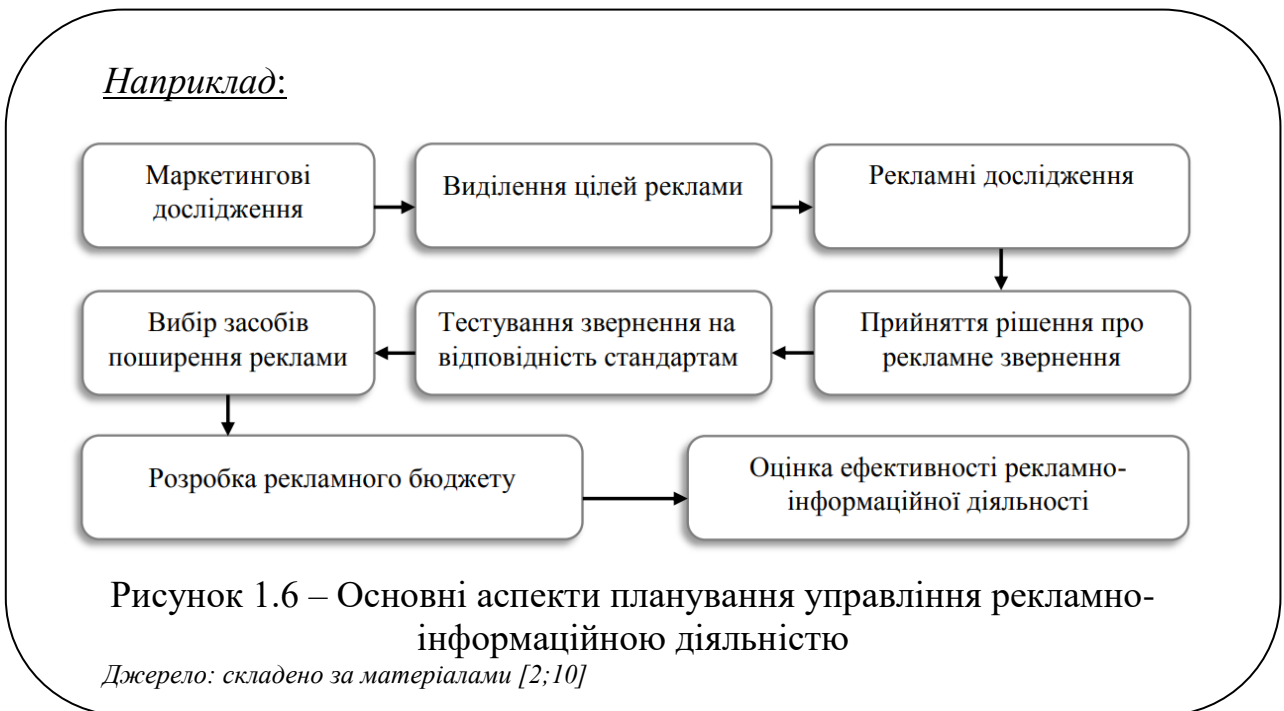 Наприклад:
Маркетингові
дослідження
Виділення цілей реклами
Рекламні дослідження
Прийняття рішення про
рекламне звернення
Тестування звернення на
відповідність стандартам
Вибір засобів
поширення реклами
Розробка рекламного бюджету
Оцінка ефективності рекламно-
інформаційної діяльності
Рисунок 1.6 – Основні аспекти планування управління рекламно-
інформаційною діяльністю
Джерело: складено за матеріалами [2;10]